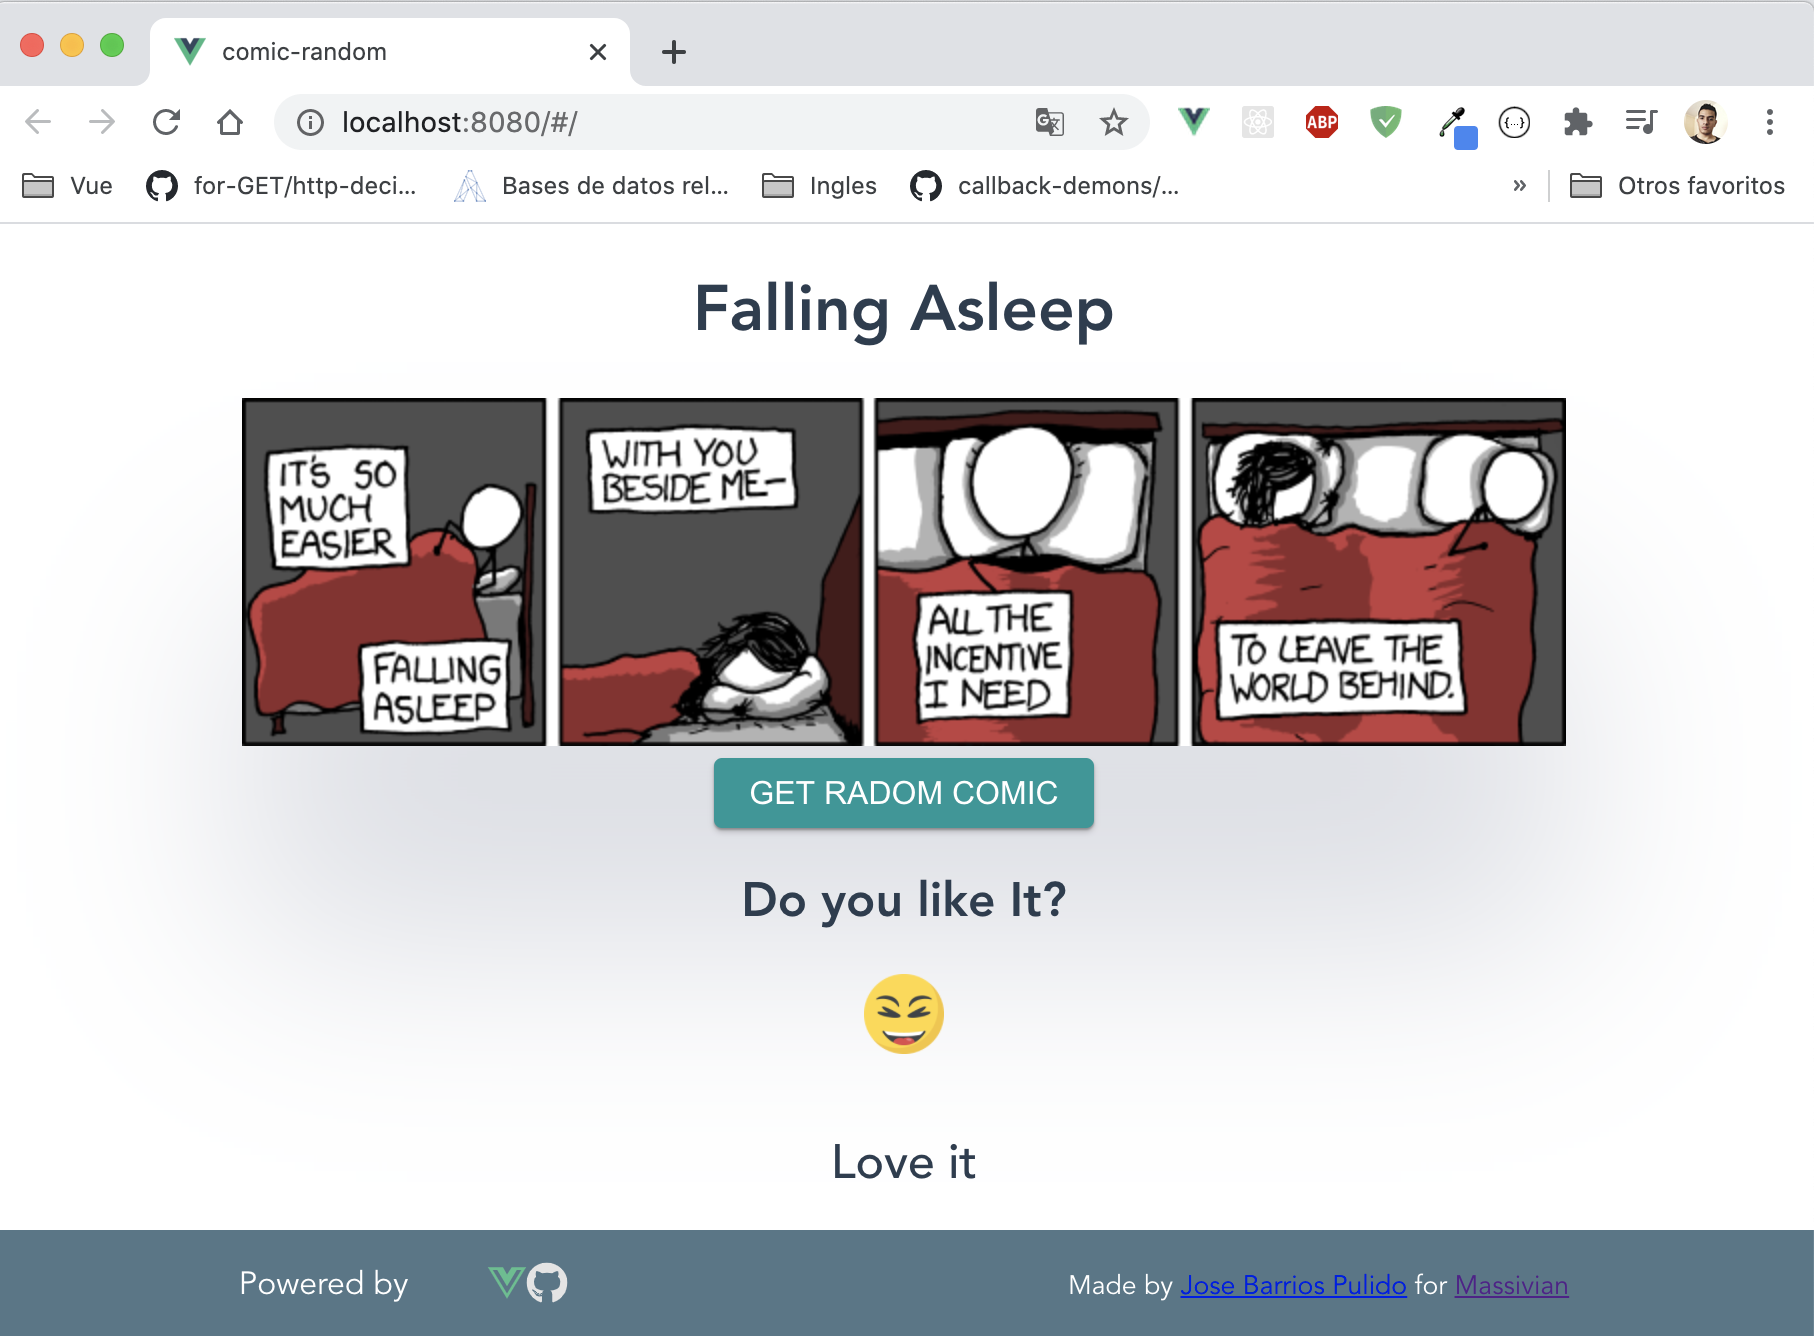 comic-random
localhost:8080/#/
ABP
{...}
Vue
for-GET/http-deci...
Bases de datos rel...
Ingles
callback-demons/...
»
Otros favoritos
Falling Asleep
IT'S SO
MUCH
EASIER
FALLING
ASLEEP
WITH YOU
BESIDE ME—
ALL THE
INCENTIVE
I NEED
TO LEAVE THE
WORLD BEHIND.
GET RADOM COMIC
Do you like It?
Love it
Powered by
Made by Jose Barrios Pulido for Massivian